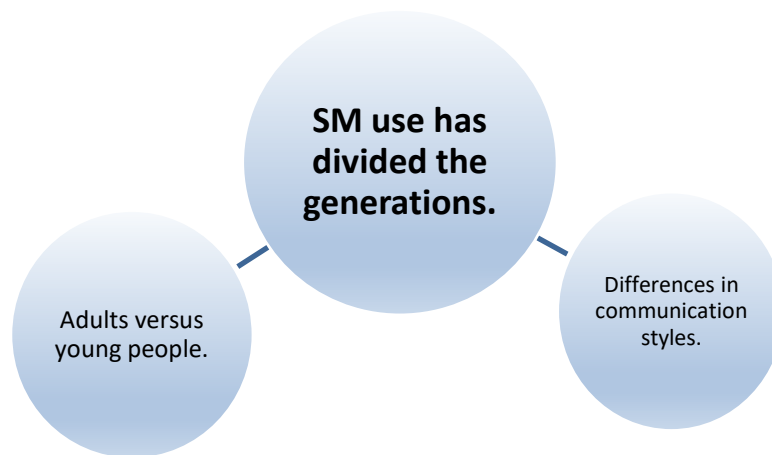 SM use has
divided the
generations.
Adults versus
young people.
Differences in
communication
styles.